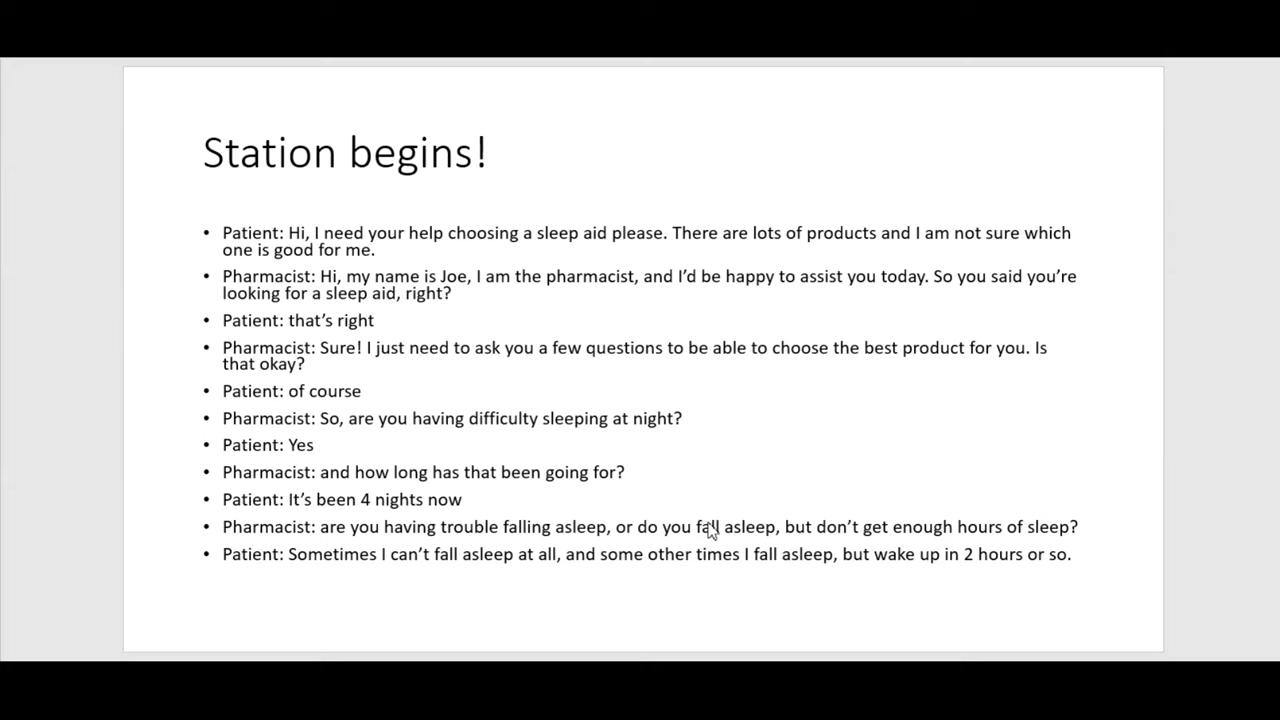 Station begins!
• Patient: Hi, I need your help choosing a sleep aid please. There are lots of products and I am not sure which
one is good for me.
• Pharmacist: Hi, my name is Joe, I am the pharmacist, and I’d be happy to assist you today. So you said you’re
looking for a sleep aid, right?
• Patient: that’s right
• Pharmacist: Sure! I just need to ask you a few questions to be able to choose the best product for you. Is
that okay?
• Patient: of course
• Pharmacist: So, are you having difficulty sleeping at night?
• Patient: Yes
• Pharmacist: and how long has that been going for?
• Patient: It’s been 4 nights now
• Pharmacist: are you having trouble falling asleep, or do you fall asleep, but don’t get enough hours of sleep?
• Patient: Sometimes I can’t fall asleep at all, and some other times I fall asleep, but wake up in 2 hours or so.